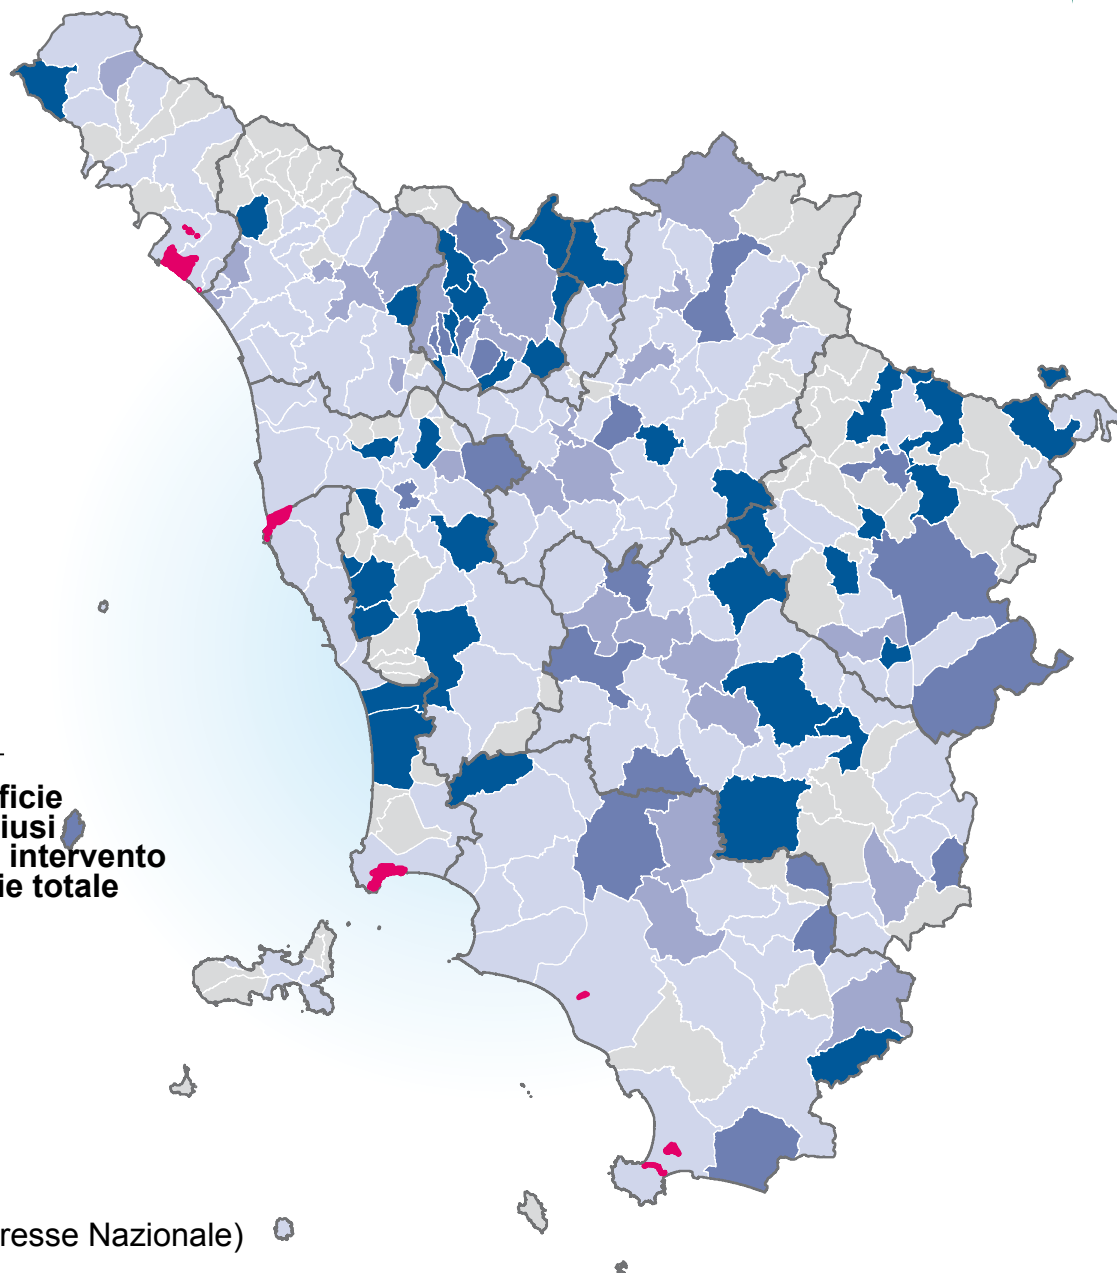 ficie
iusi
intervento
ie totale
resse Nazionale)